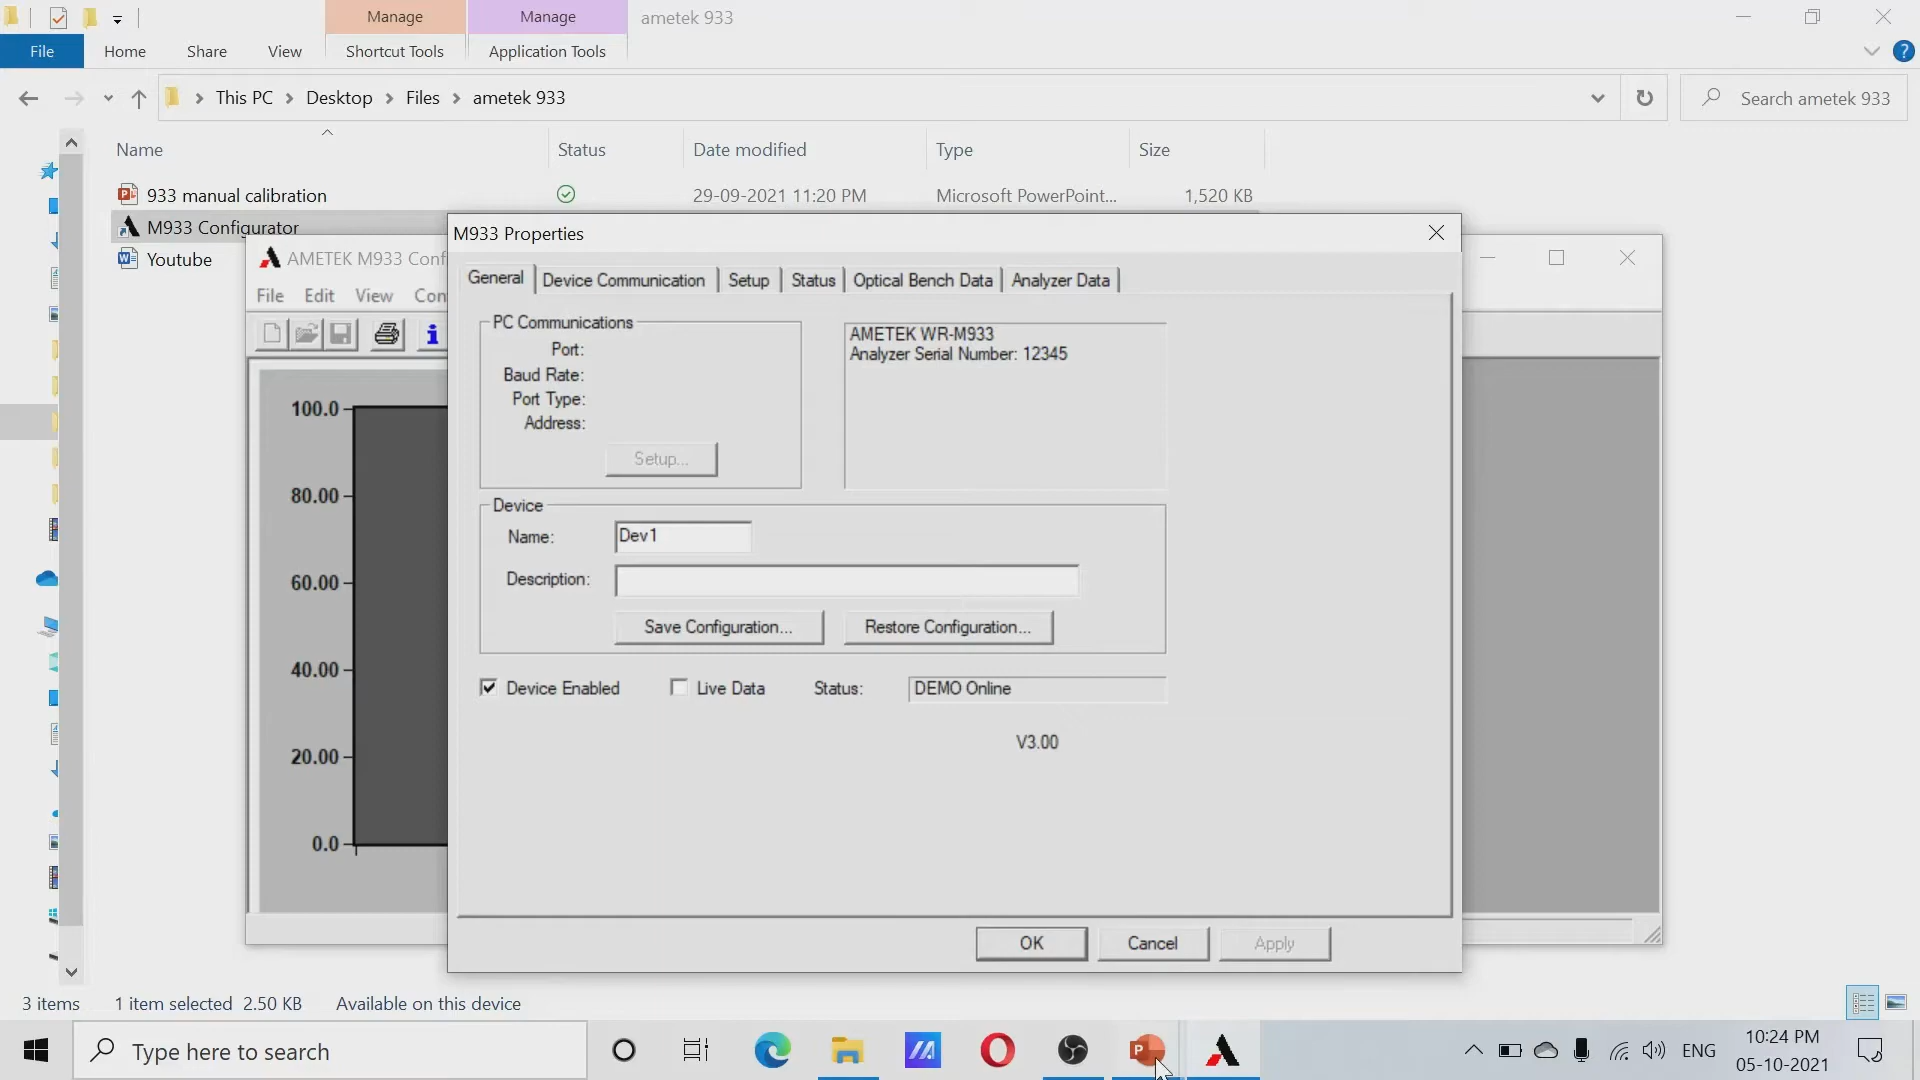 Manage
Manage
ametek 933
File
Home
Share
View
Shortcut Tools
Application Tools
?
This PC
Desktop
Files
ametek 933
Search ametek 933
Name
Status
Date modified
Type
Size
933 manual calibration
29-09-2021 11:20 PM
Microsoft PowerPoint...
1,520 KB
M933 Configurator
Youtube
AMETEK M933 Conf
File
Edit
View
Con
i
100.0
80.00
60.00
40.00
20.00
0.0
M933 Properties
General
Device Communication
Setup
Status
Optical Bench Data
Analyzer Data
PC Communications
Port:
Baud Rate:
Port Type:
Address:
Setup...
AMETEK WR-M933
Analyzer Serial Number: 12345
Device
Name:
Dev1
Description:
Save Configuration...
Restore Configuration...
Device Enabled
Live Data
Status:
DEMO Online
V3.00
OK
Cancel
Apply
3 items
1 item selected 2.50 KB
Available on this device
Type here to search
ENG
10:24 PM
05-10-2021